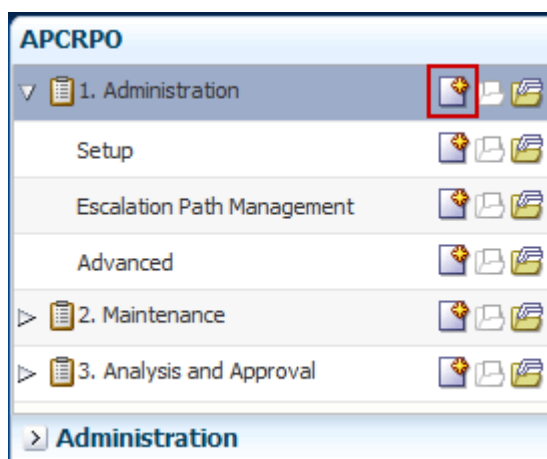 APCRPO
1. Administration
Setup
Escalation Path Management
Advanced
2. Maintenance
3. Analysis and Approval
Administration